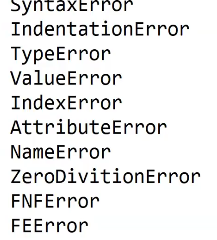 SyntaxError
IndentationError
TypeError
ValueError
IndexError
AttributeError
NameError
ZeroDivitionError
FNFError
FEError